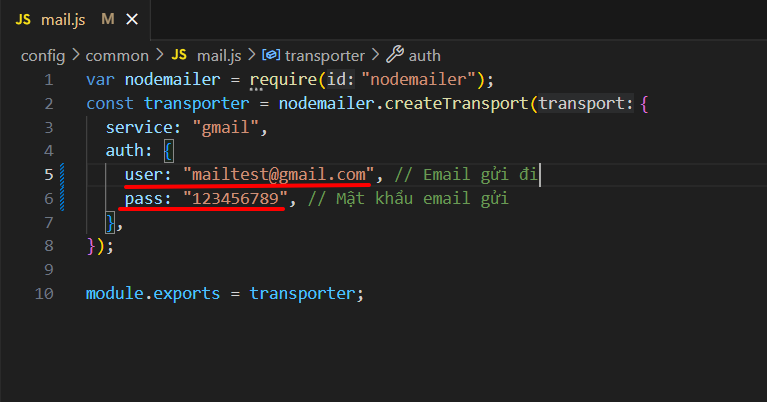 JS mail.js M ×
config > common > JS mail.js > transporter > auth
1 var nodemailer = require(id: "nodemailer");
2 const transporter = nodemailer.createTransport(transport: {
3 service: "gmail",
4 auth: {
5 user: "mailtest@gmail.com", // Email gửi đi
6 pass: "123456789", // Mật khẩu email gửi
7 },
8 });
9
10 module.exports = transporter;